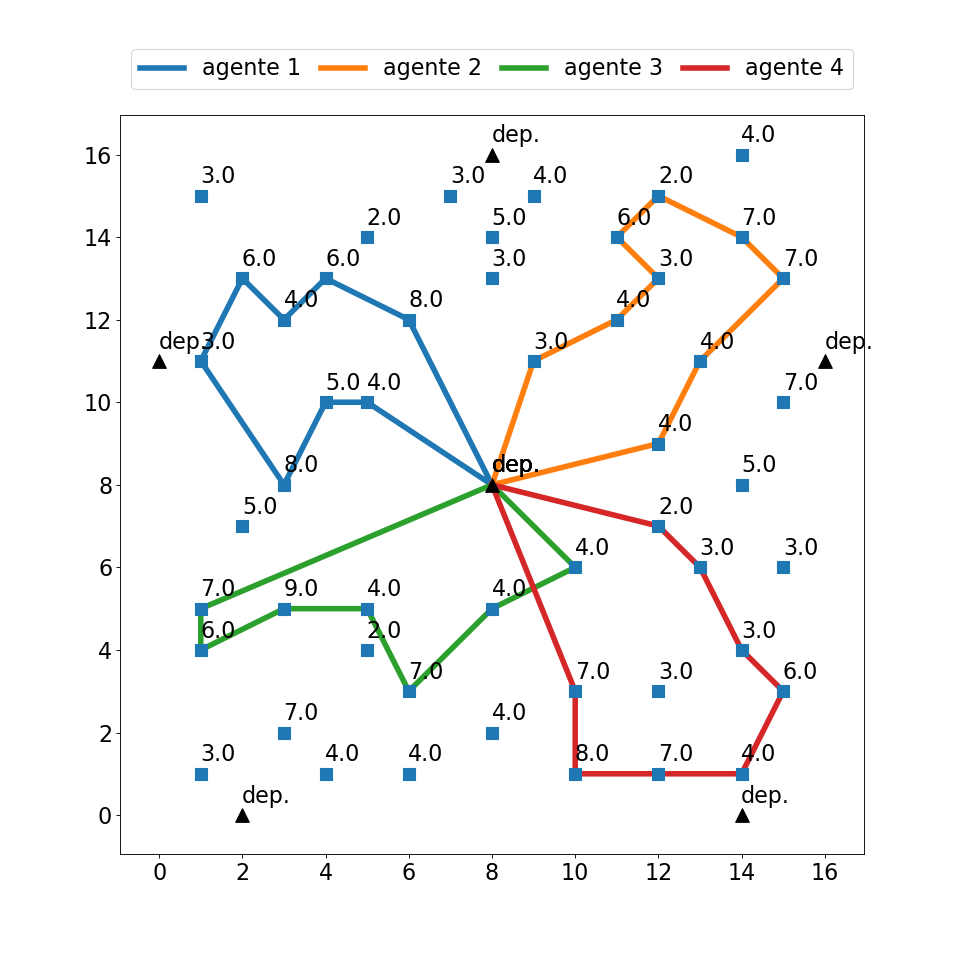 agente 1 agente 2 agente 3 agente 4
dep. 4.0
16
3.0 3.0 4.0 2.0
2.0 5.0 6.0 7.0
14
6.0 6.0 3.0 3.0 7.0
4.0 8.0 4.0
12
dep. 3.0 3.0 4.0 dep.
5.0 4.0 7.0
10
4.0
8.0 dep. 5.0
8
5.0 2.0
4.0 3.0 3.0
6
7.0 9.0 4.0 4.0
6.0 2.0 3.0
4
7.0 7.0 3.0 6.0
7.0 4.0
2
3.0 4.0 4.0 8.0 7.0 4.0
dep. dep.
0
0 2 4 6 8 10 12 14 16